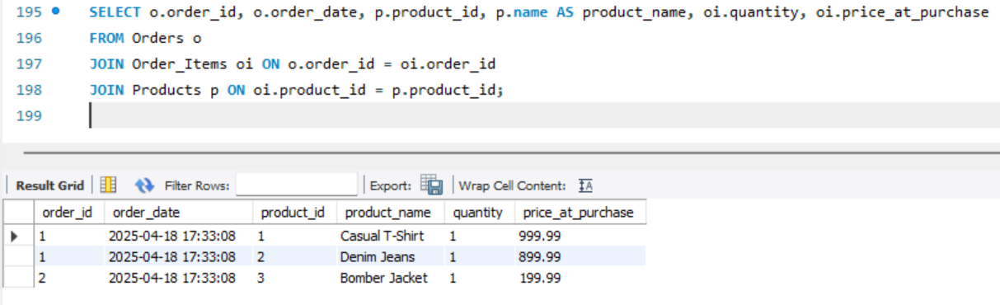 195 SELECT o.order_id, o.order_date, p.product_id, p.name AS product_name, oi.quantity, oi.price_at_purchase
196 FROM Orders o
197 JOIN Order_Items oi ON o.order_id = oi.order_id
198 JOIN Products p ON oi.product_id = p.product_id;
199
Result Grid Filter Rows: Export: Wrap Cell Content: IA
order_id order_date product_id product_name quantity price_at_purchase
1 2025-04-18 17:33:08 1 Casual T-Shirt 1 999.99
1 2025-04-18 17:33:08 2 Denim Jeans 1 899.99
2 2025-04-18 17:33:08 3 Bomber Jacket 1 199.99